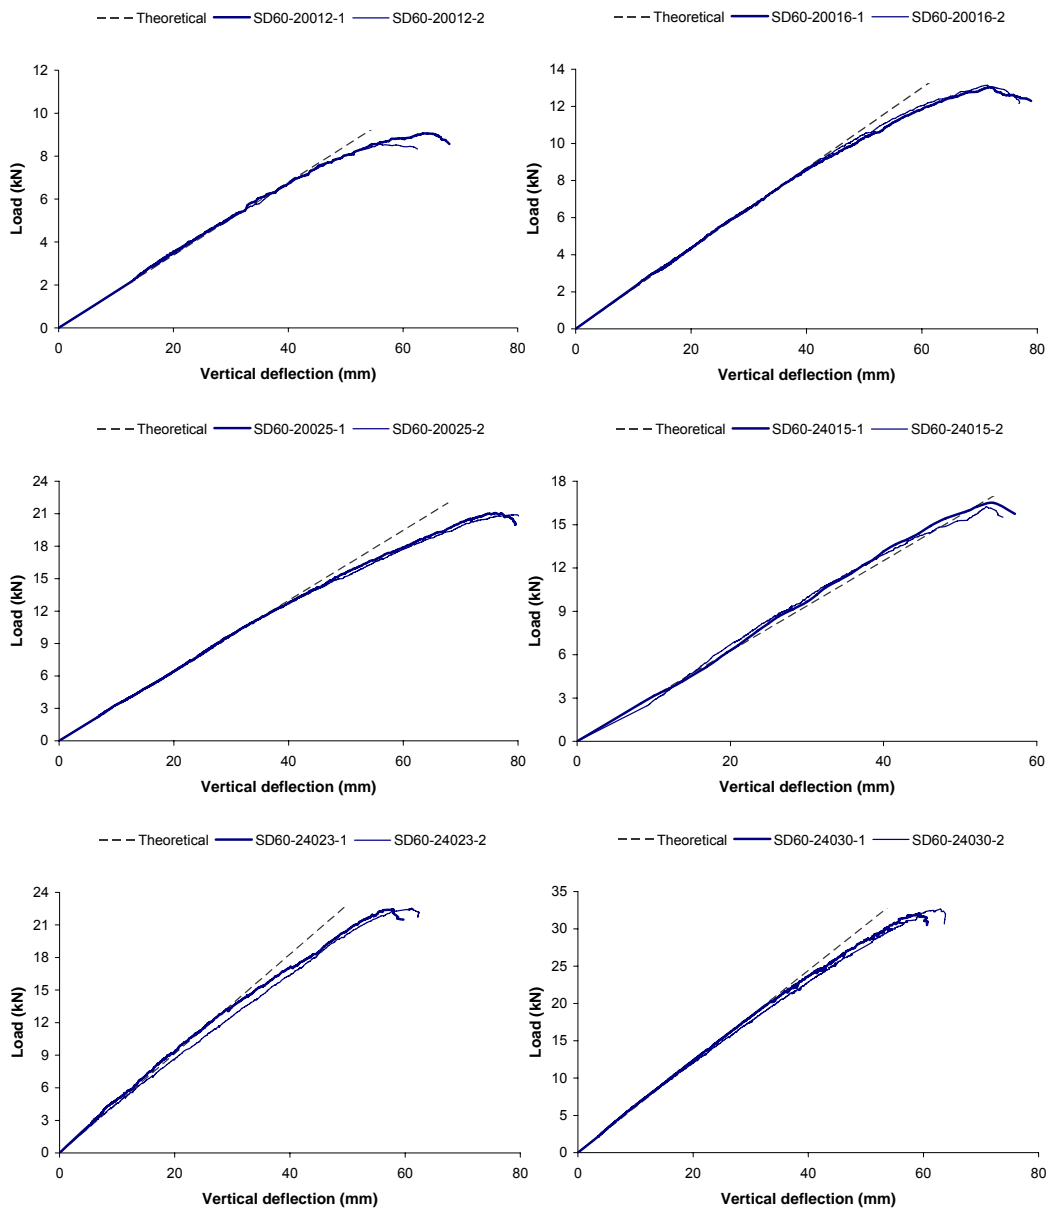 Theoretical SD60-20012-1 SD60-20012-2
12
10
8
6
4
2
0
Load (kN)
0 20 40 60 80
Vertical deflection (mm)
Theoretical SD60-20016-1 SD60-20016-2
14
12
10
8
6
4
2
0
Load (kN)
0 20 40 60 80
Vertical deflection (mm)
Theoretical SD60-20025-1 SD60-20025-2
24
21
18
15
12
9
6
3
0
Load (kN)
0 20 40 60 80
Vertical deflection (mm)
Theoretical SD60-24015-1 SD60-24015-2
18
15
12
9
6
3
0
Load (kN)
0 20 40 60
Vertical deflection (mm)
Theoretical SD60-24023-1 SD60-24023-2
24
21
18
15
12
9
6
3
0
Load (kN)
0 20 40 60 80
Vertical deflection (mm)
Theoretical SD60-24030-1 SD60-24030-2
35
30
25
20
15
10
5
0
Load (kN)
0 20 40 60 80
Vertical deflection (mm)